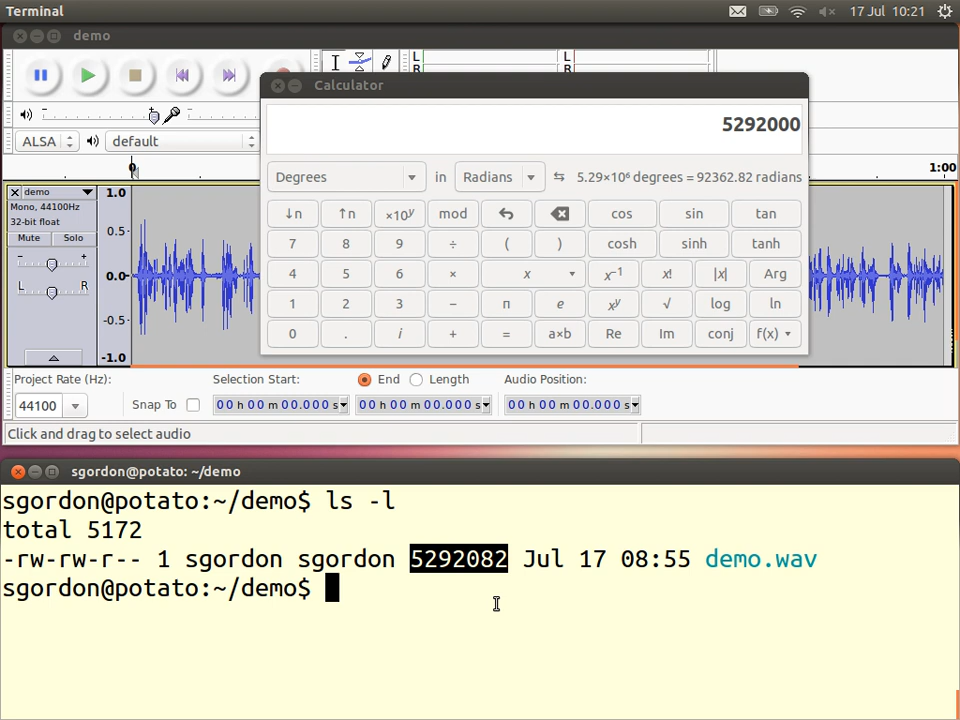 Terminal
17 Jul 10:21
demo
L
R
L
R
ALSA
default
0
1:00
demo
Mono, 44100Hz
32-bit float
Mute Solo
- +
L R
1.0
0.5-
0.0-
-0.5-
-1.0
Calculator
5292000
Degrees in Radians ⇆ 5.29×10⁶ degrees = 92362.82 radians
↓n ↑n ×10ʸ mod cos sin tan
7 8 9 ÷ ( ) cosh sinh tanh
4 5 6 × x x⁻¹ x! |x| Arg
1 2 3 − π e xʸ √ log ln
0 . i + = a×b Re Im conj f(x)
Project Rate (Hz): Selection Start: End Length Audio Position:
44100 Snap To 00 h 00 m 00.000 s 00 h 00 m 00.000 s 00 h 00 m 00.000 s
Click and drag to select audio
sgordon@potato: ~/demo
sgordon@potato:~/demo$ ls -l
total 5172
-rw-rw-r-- 1 sgordon sgordon 5292082 Jul 17 08:55 demo.wav
sgordon@potato:~/demo$